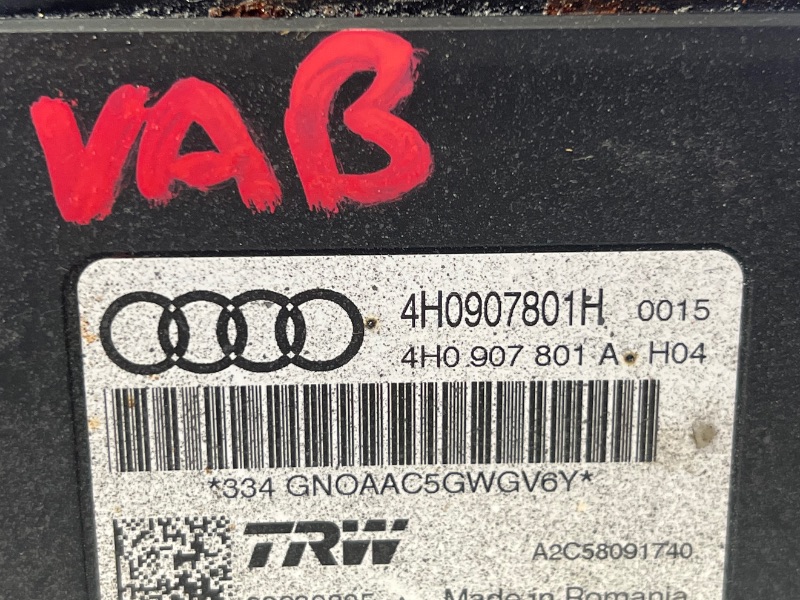 VAB
4H0907801H 0015
4H0 907 801 A H04
*334 GNOAAC5GWGV6Y*
TRW
A2C58091740
Made in Romania